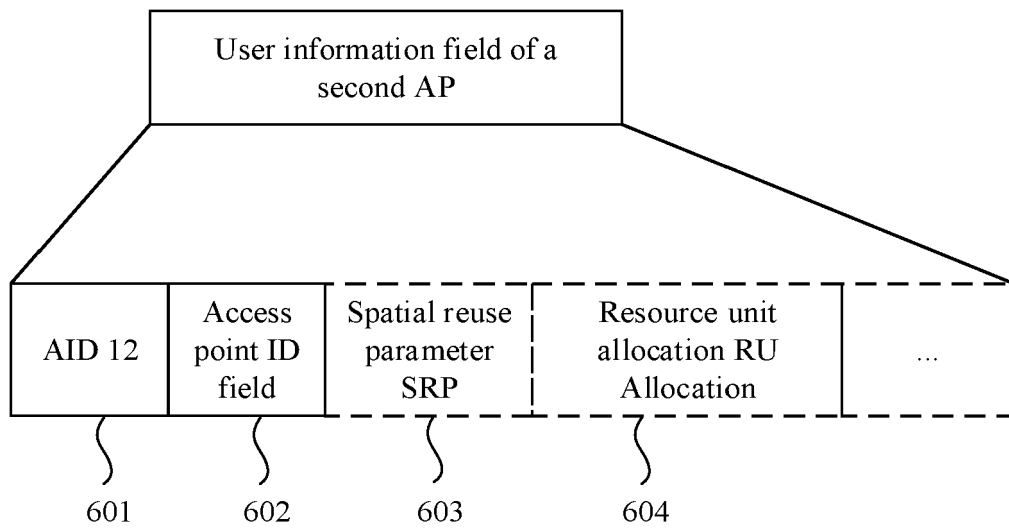 User information field of a
second AP
AID 12
Access
point ID
field
Spatial reuse
parameter
SRP
Resource unit
allocation RU
Allocation
...
601
602
603
604